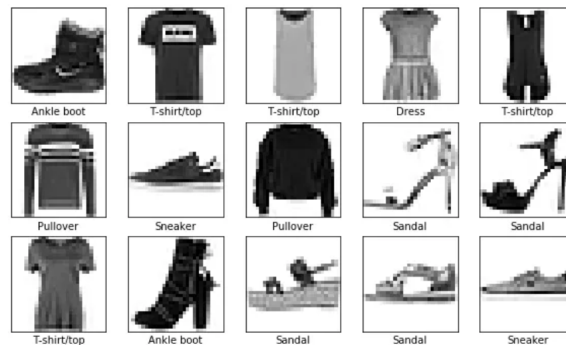 Ankle boot T-shirt/top T-shirt/top Dress T-shirt/top
Pullover Sneaker Pullover Sandal Sandal
T-shirt/top Ankle boot Sandal Sandal Sneaker